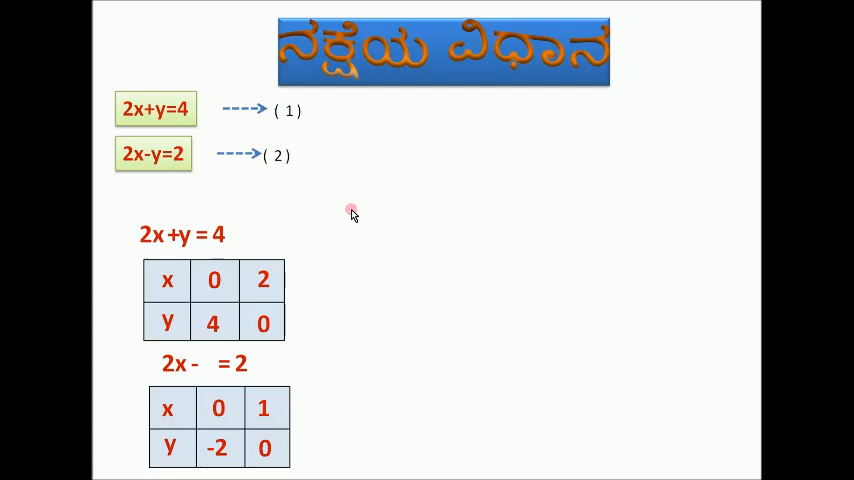 ನಕ್ಷೆಯ ವಿಧಾನ
2x+y=4 ( 1 )
2x-y=2 ( 2 )
2x+y = 4
x 0 2
y 4 0
2x - = 2
x 0 1
y -2 0